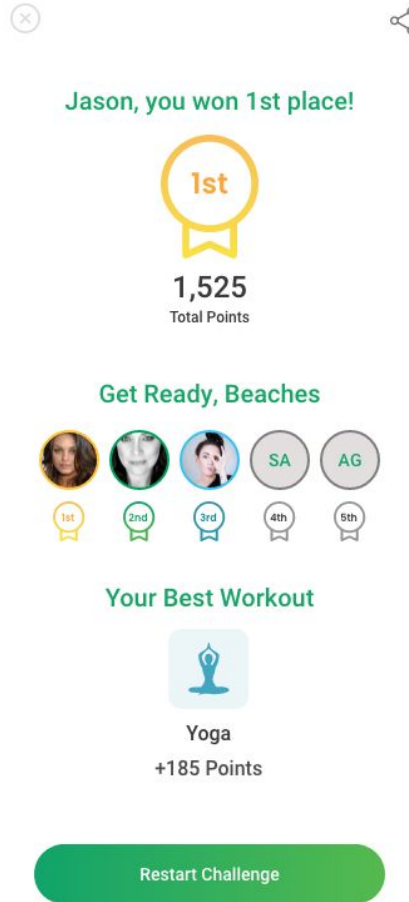 Jason, you won 1st place!
1st
1,525
Total Points
Get Ready, Beaches
SA AG
1st 2nd 3rd 4th 5th
Your Best Workout
Yoga
+185 Points
Restart Challenge